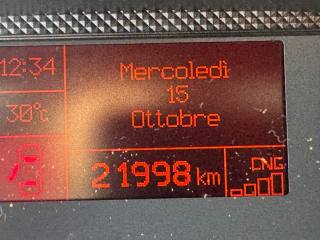 12:34
Mercoledì
15
30°c
Ottobre
21998 km
CNG